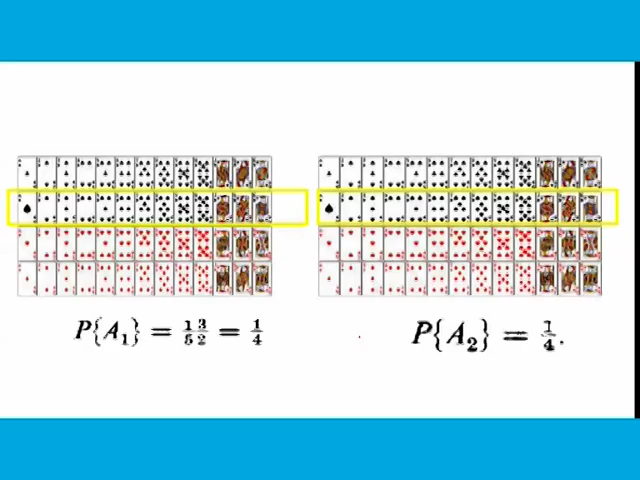 P{A₁} = 13/52 = 1/4
P{A₂} = 1/4.